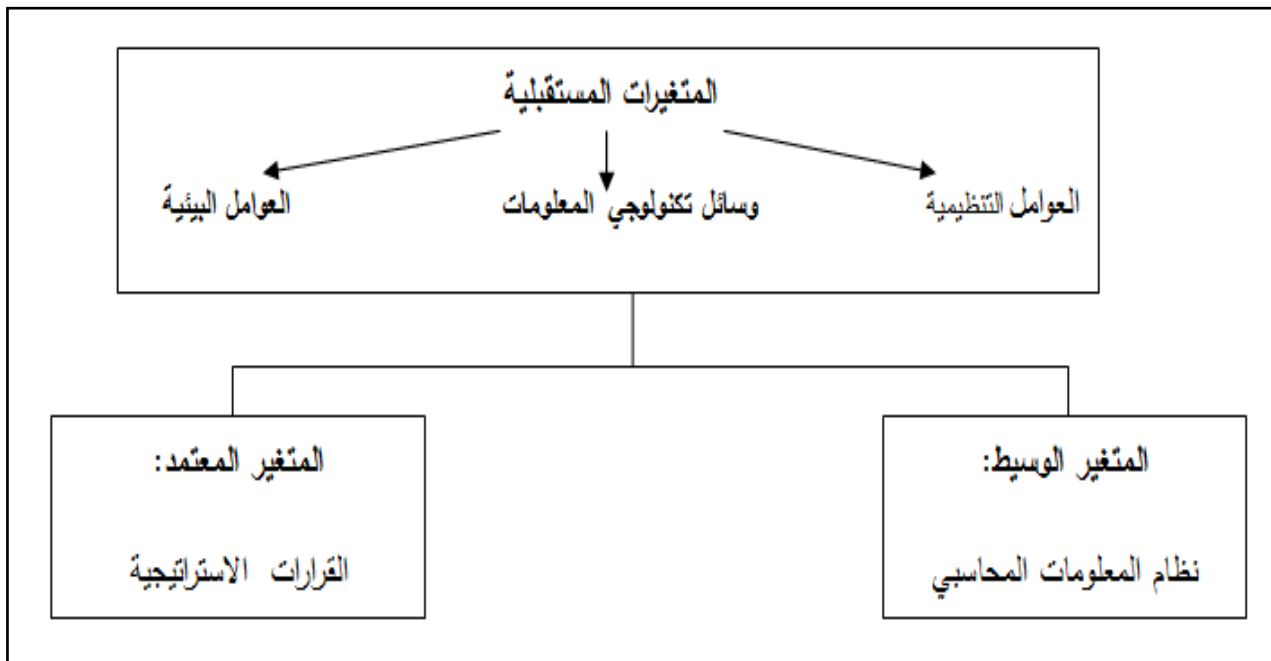 المتغيرات المستقبلية
العوامل التنظيمية
وسائل تكنولوجي المعلومات
العوامل البيئية
المتغير الوسيط:
نظام المعلومات المحاسبي
المتغير المعتمد:
القرارات الاستراتيجية